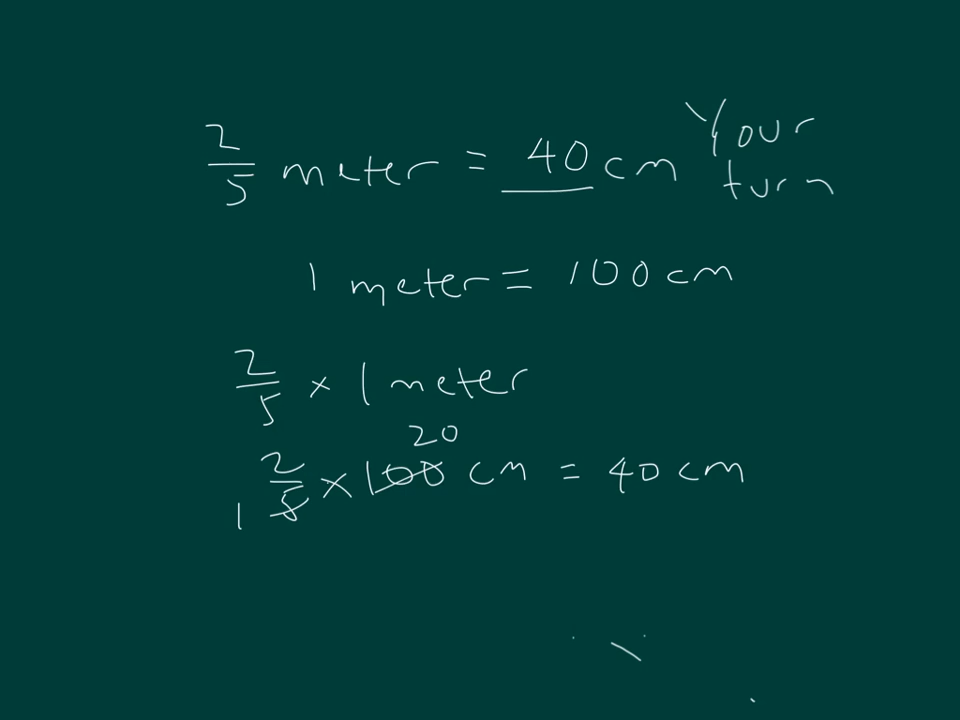 2/5 meter = 40 cm Your turn
1 meter = 100 cm
2/5 × 1 meter
20
2/5 × 100 cm = 40 cm
1